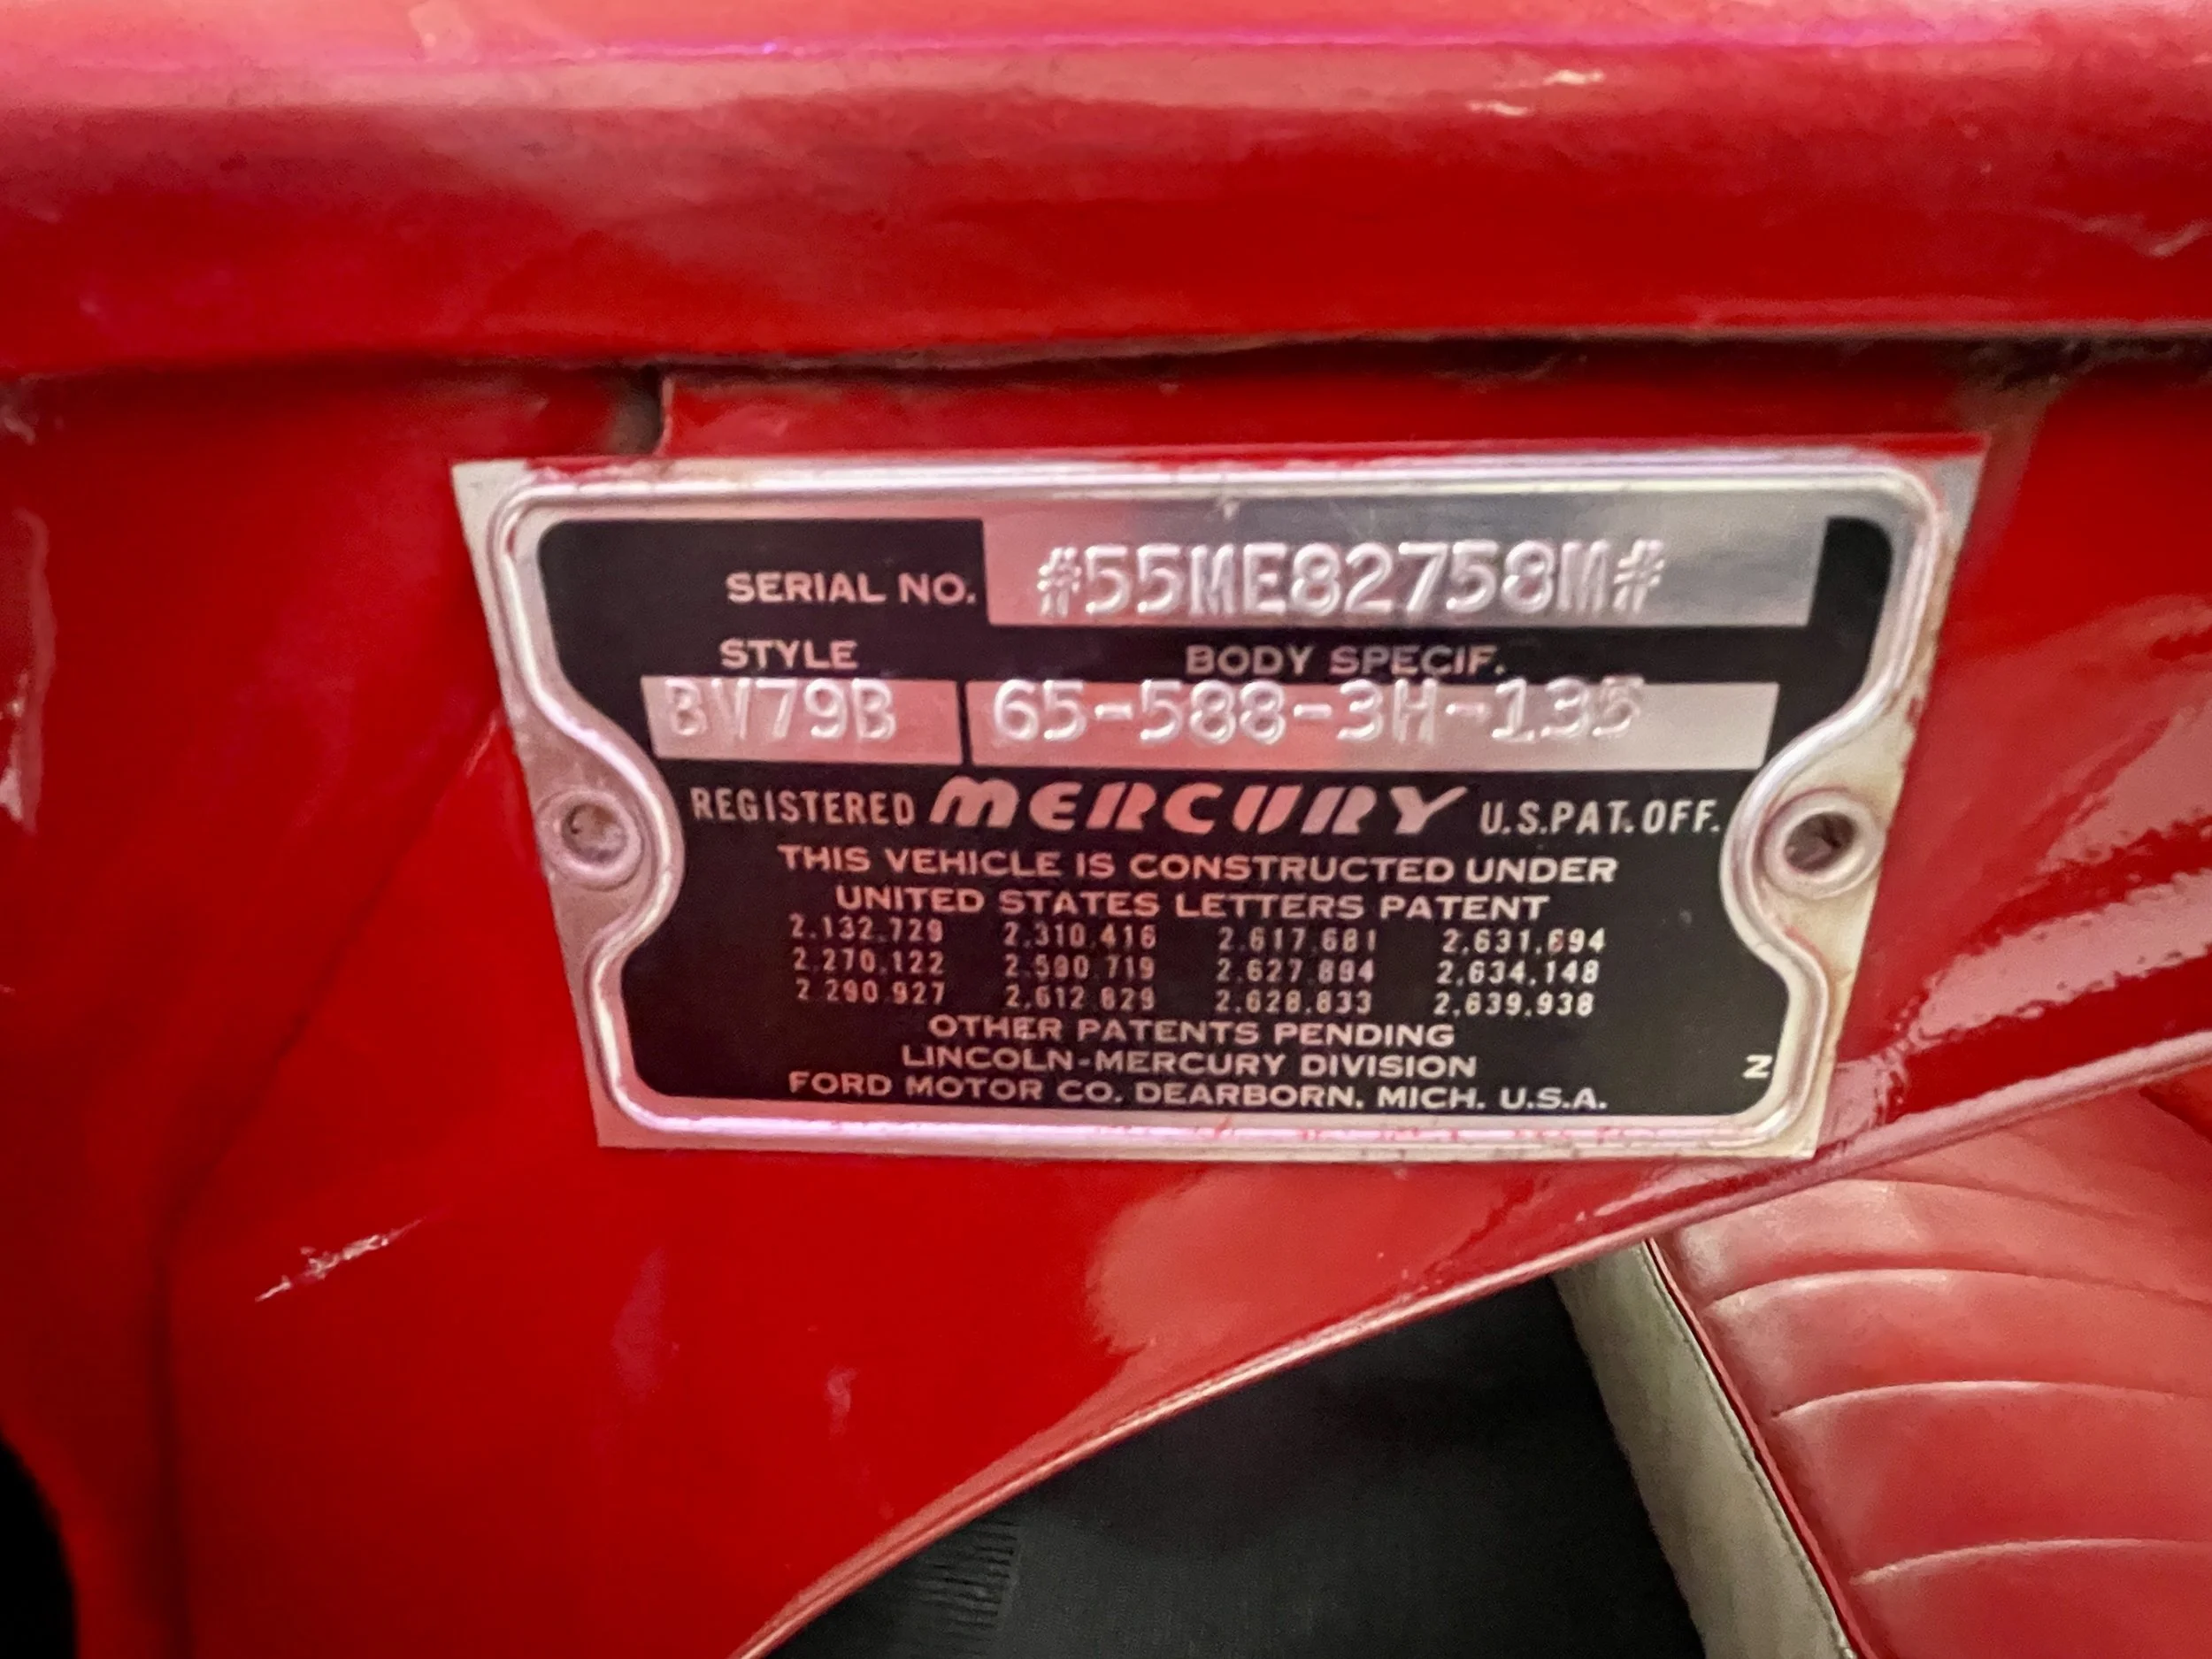 SERIAL NO. #55ME82758M#
STYLE BODY SPECIF.
BV79B 65-588-3H-135
REGISTERED MERCURY U.S.PAT.OFF.
THIS VEHICLE IS CONSTRUCTED UNDER
UNITED STATES LETTERS PATENT
2.132.729 2.310.416 2.617.681 2.631.694
2.270.122 2.590.719 2.627.894 2.634.148
2.290.927 2.612.829 2.628.833 2.639.938
OTHER PATENTS PENDING
LINCOLN-MERCURY DIVISION
FORD MOTOR CO. DEARBORN. MICH. U.S.A.
N